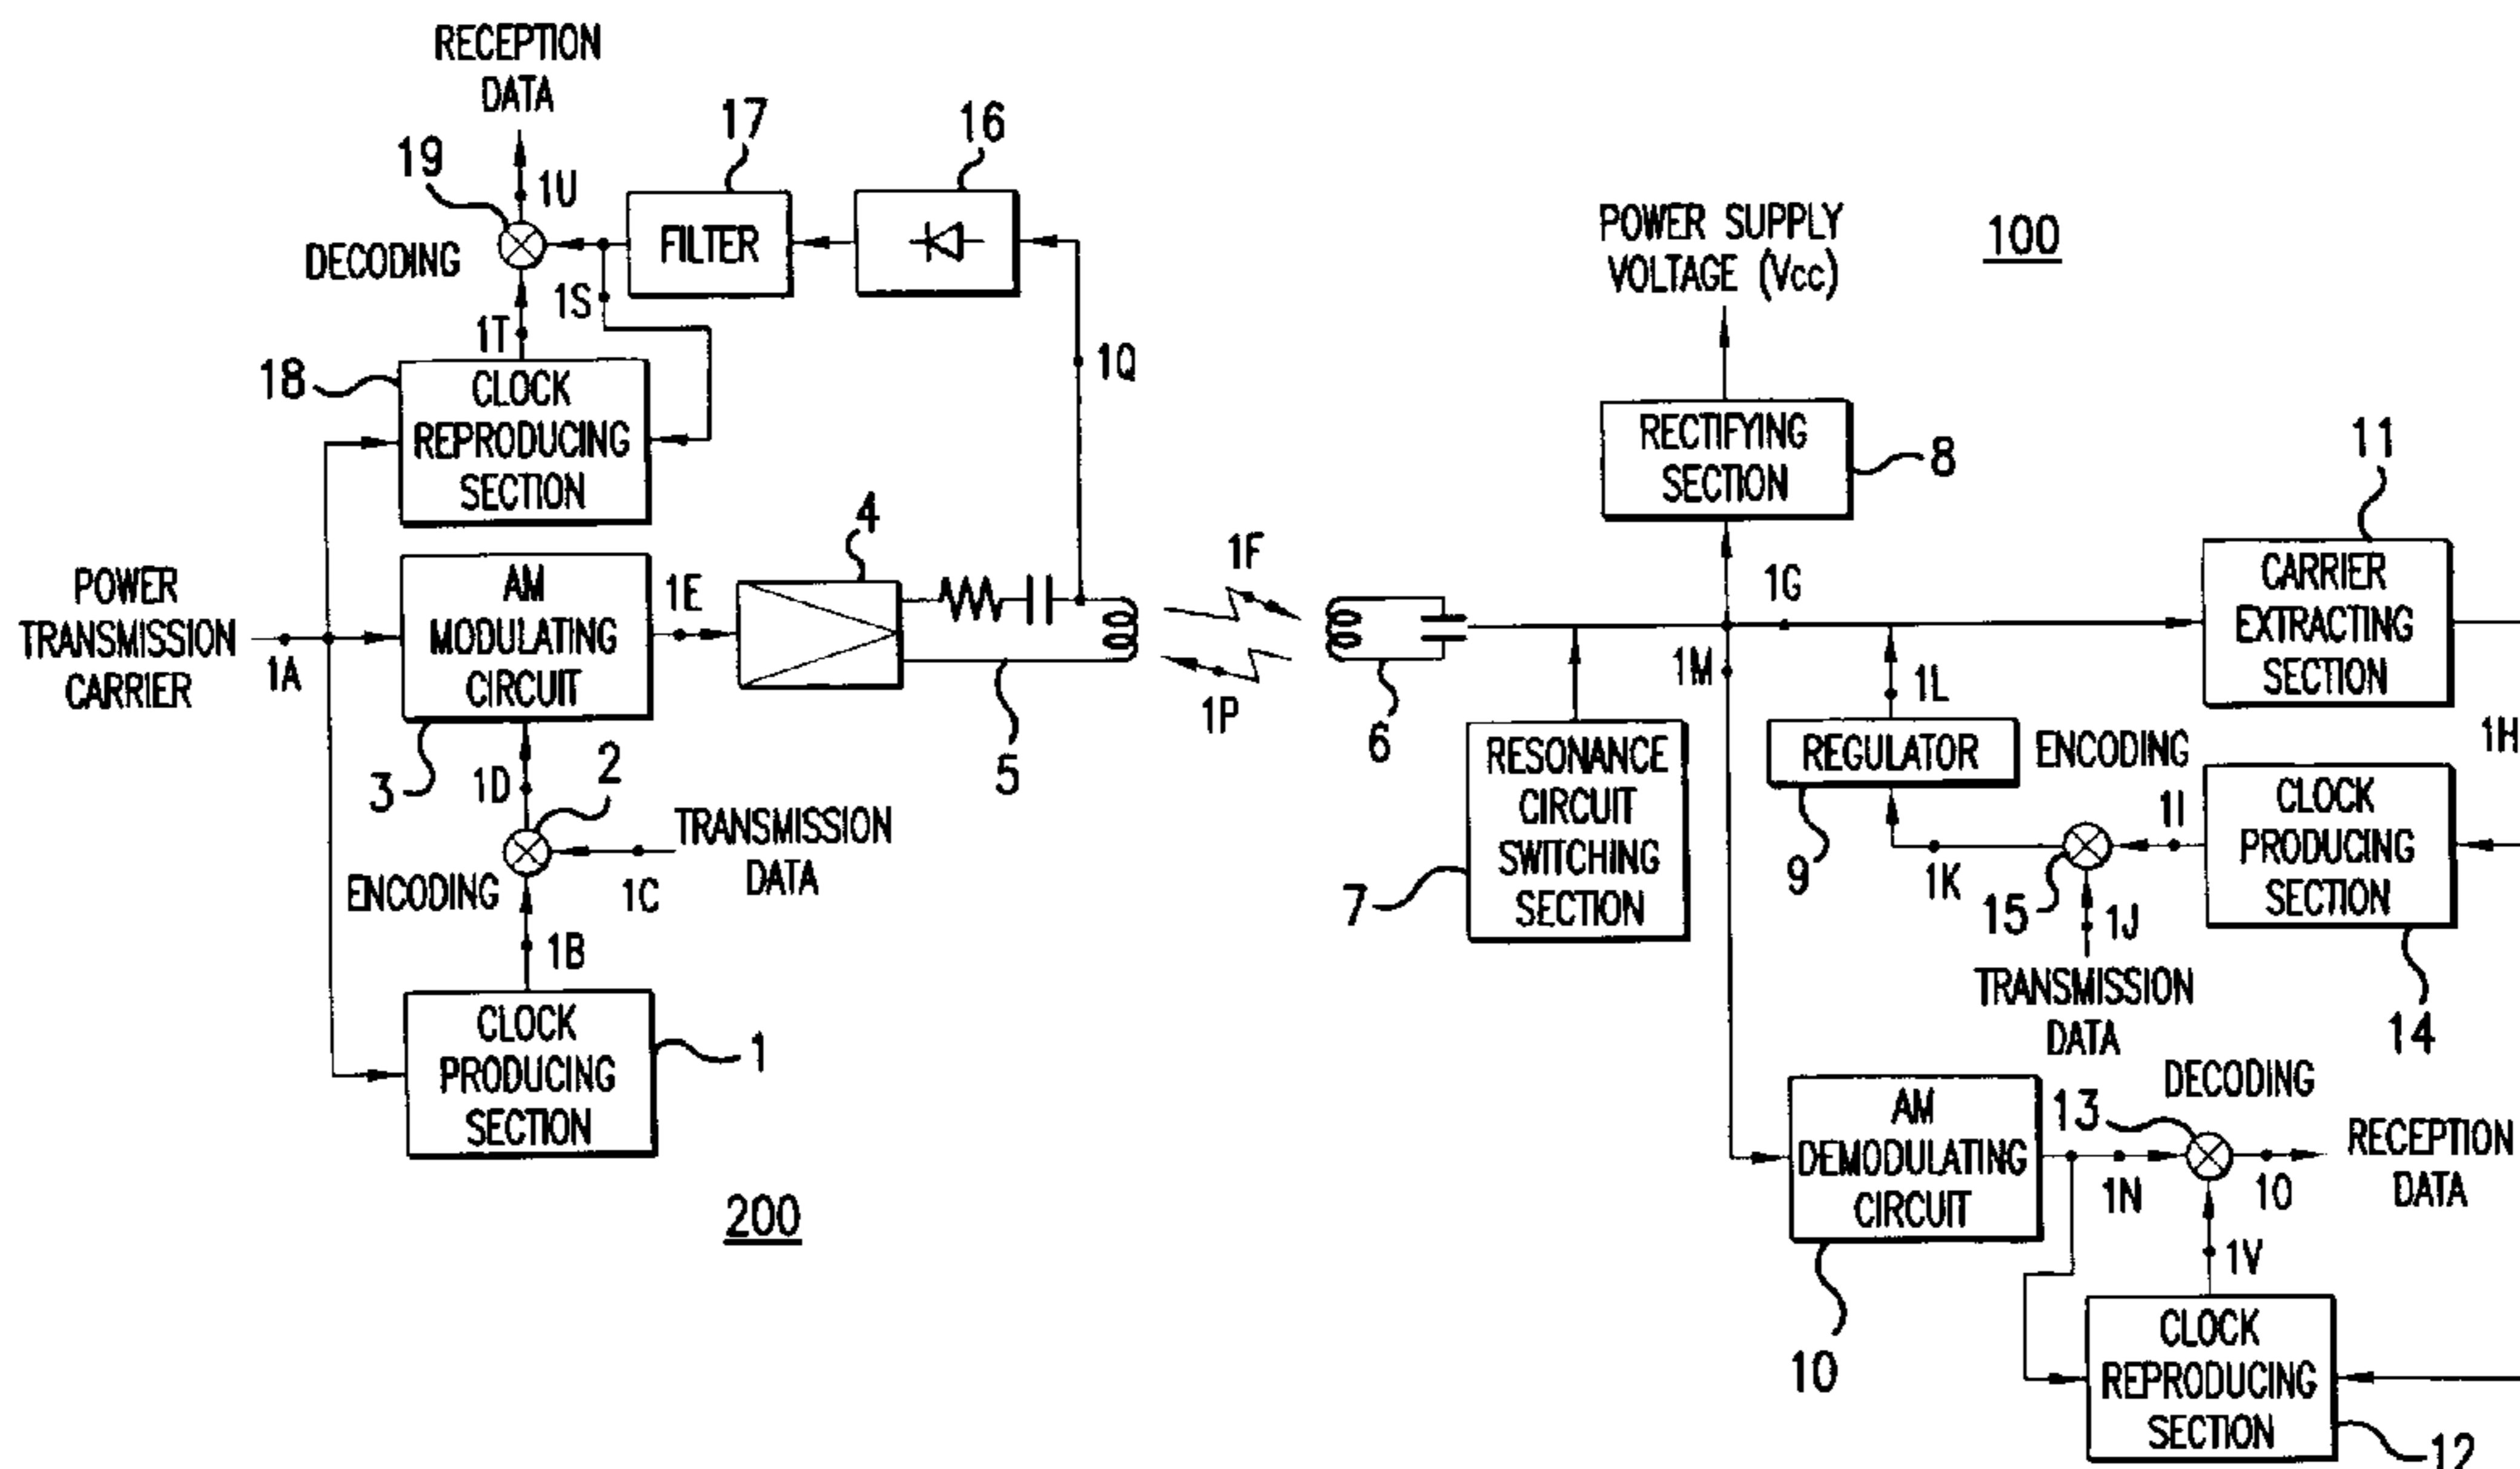 RECEPTION
DATA
19
1U
17
16
DECODING
FILTER
1S
1T
1Q
18
CLOCK
REPRODUCING
SECTION
POWER
TRANSMISSION
CARRIER
1A
AM
MODULATING
CIRCUIT
3
1E
4
5
1D
2
TRANSMISSION
DATA
1C
ENCODING
1B
CLOCK
PRODUCING
SECTION
1
200
1F
1P
6
POWER SUPPLY
VOLTAGE (Vcc)
100
RECTIFYING
SECTION
8
11
CARRIER
EXTRACTING
SECTION
1G
1M
1L
1H
RESONANCE
CIRCUIT
SWITCHING
SECTION
7
REGULATOR
9
ENCODING
1K
1I
15
1J
TRANSMISSION
DATA
CLOCK
PRODUCING
SECTION
14
AM
DEMODULATING
CIRCUIT
10
DECODING
13
1N
1O
RECEPTION
DATA
1V
CLOCK
REPRODUCING
SECTION
12